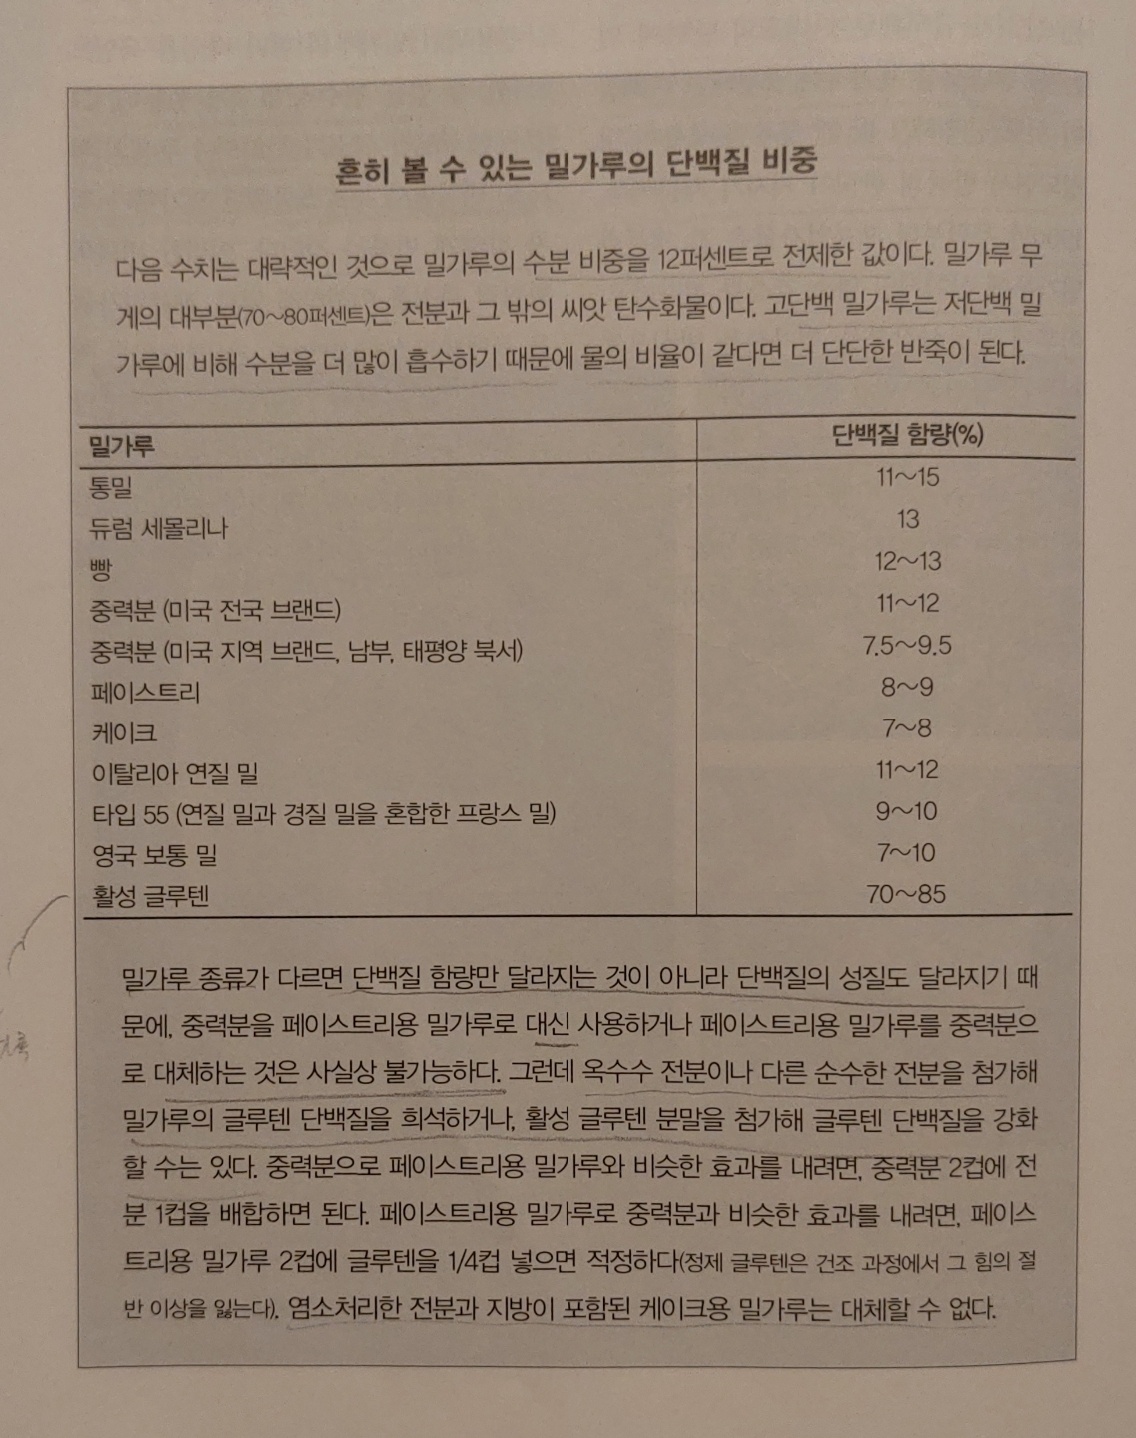 흔히 볼 수 있는 밀가루의 단백질 비중
다음 수치는 대략적인 것으로 밀가루의 수분 비중을 12퍼센트로 전제한 값이다. 밀가루 무
게의 대부분(70~80퍼센트)은 전분과 그 밖의 씨앗 탄수화물이다. 고단백 밀가루는 저단백 밀
가루에 비해 수분을 더 많이 흡수하기 때문에 물의 비율이 같다면 더 단단한 반죽이 된다.
밀가루 단백질 함량(%)
통밀 11~15
듀럼 세몰리나 13
빵 12~13
중력분 (미국 전국 브랜드) 11~12
중력분 (미국 지역 브랜드, 남부, 태평양 북서) 7.5~9.5
페이스트리 8~9
케이크 7~8
이탈리아 연질 밀 11~12
타입 55 (연질 밀과 경질 밀을 혼합한 프랑스 밀) 9~10
영국 보통 밀 7~10
활성 글루텐 70~85
밀가루 종류가 다르면 단백질 함량만 달라지는 것이 아니라 단백질의 성질도 달라지기 때
문에, 중력분을 페이스트리용 밀가루로 대신 사용하거나 페이스트리용 밀가루를 중력분으
로 대체하는 것은 사실상 불가능하다. 그런데 옥수수 전분이나 다른 순수한 전분을 첨가해
밀가루의 글루텐 단백질을 희석하거나, 활성 글루텐 분말을 첨가해 글루텐 단백질을 강화
할 수는 있다. 중력분으로 페이스트리용 밀가루와 비슷한 효과를 내려면, 중력분 2컵에 전
분 1컵을 배합하면 된다. 페이스트리용 밀가루로 중력분과 비슷한 효과를 내려면, 페이스
트리용 밀가루 2컵에 글루텐을 1/4컵 넣으면 적정하다(정제 글루텐은 건조 과정에서 그 힘의 절
반 이상을 잃는다). 염소처리한 전분과 지방이 포함된 케이크용 밀가루는 대체할 수 없다.